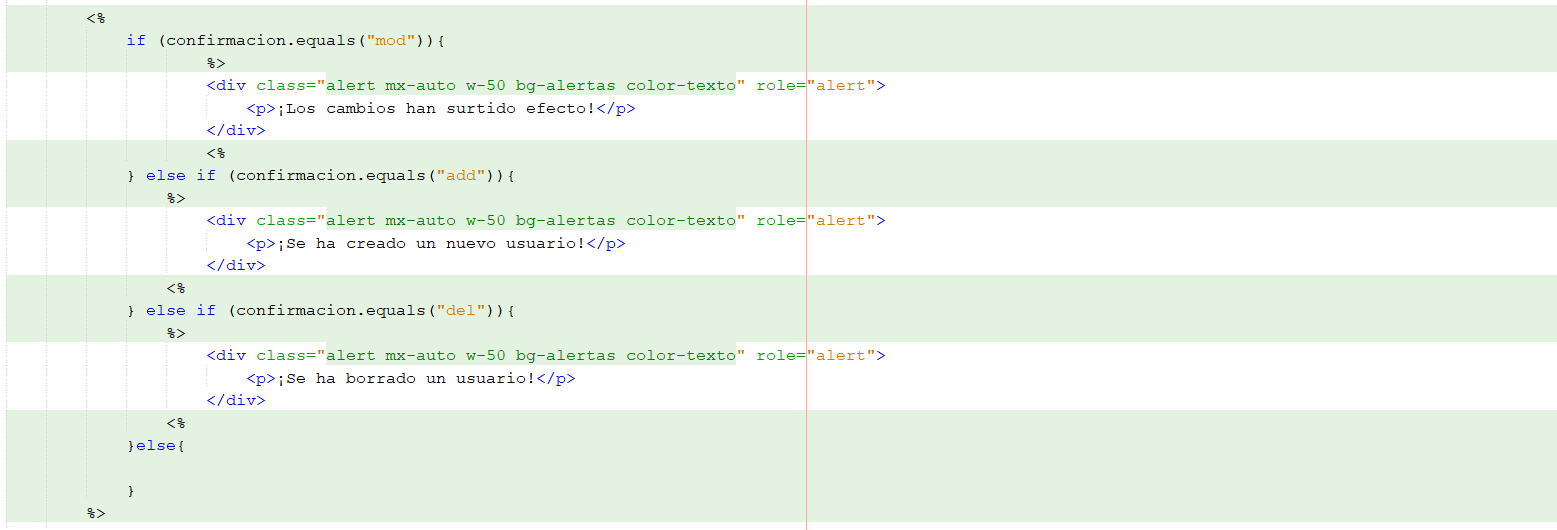 <%
if (confirmacion.equals("mod")){
%>
<div class="alert mx-auto w-50 bg-alertas color-texto" role="alert">
<p>¡Los cambios han surtido efecto!</p>
</div>
<%
} else if (confirmacion.equals("add")){
%>
<div class="alert mx-auto w-50 bg-alertas color-texto" role="alert">
<p>¡Se ha creado un nuevo usuario!</p>
</div>
<%
} else if (confirmacion.equals("del")){
%>
<div class="alert mx-auto w-50 bg-alertas color-texto" role="alert">
<p>¡Se ha borrado un usuario!</p>
</div>
<%
}else{
}
%>